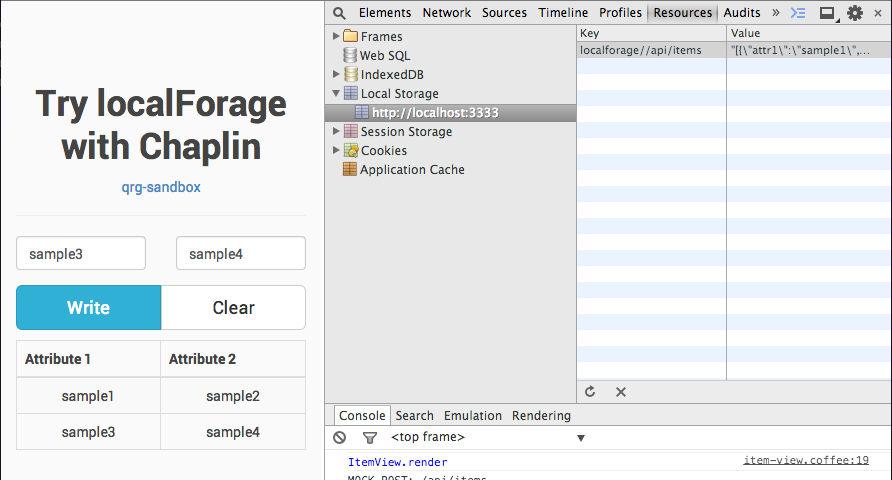 Try localForage
with Chaplin
qrg-sandbox
sample3 sample4
Write Clear
Attribute 1 Attribute 2
sample1 sample2
sample3 sample4
Elements Network Sources Timeline Profiles Resources Audits »
Frames
Web SQL
IndexedDB
Local Storage
http://localhost:3333
Session Storage
Cookies
Application Cache
Key Value
localforage//api/items "[{\"attr1\":\"sample1\",...
Console Search Emulation Rendering
<top frame>
ItemView.render item-view.coffee:19
MOCK POST: /api/items